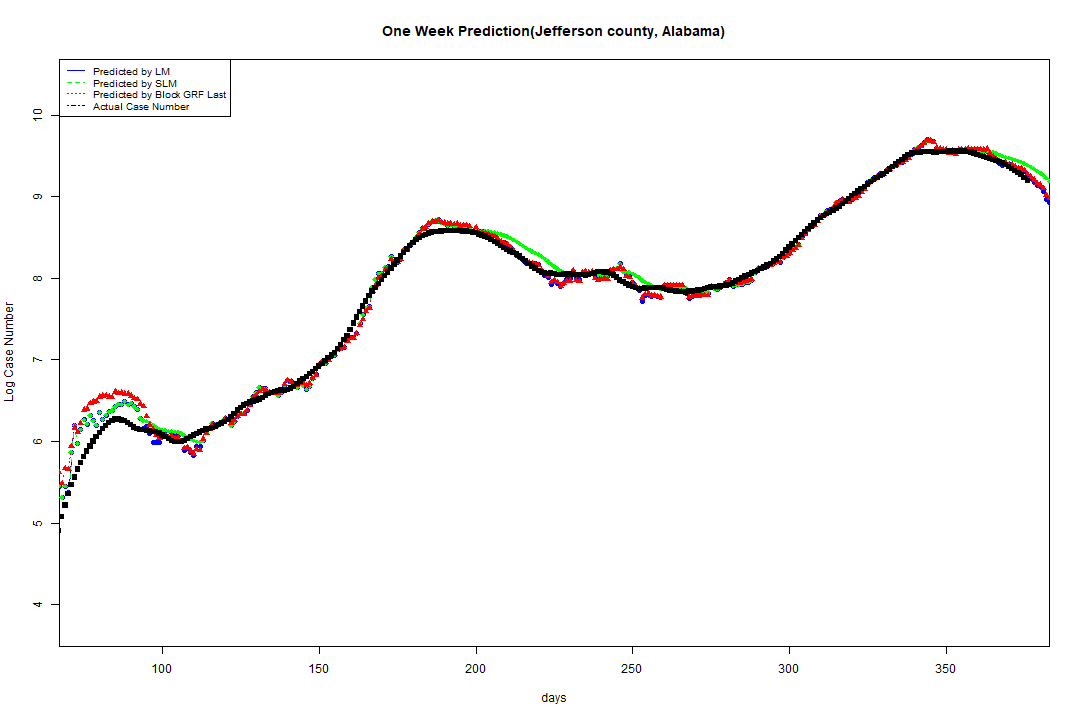 One Week Prediction(Jefferson county, Alabama)
Predicted by LM
Predicted by SLM
Predicted by Block GRF Last
Actual Case Number
10
9
8
7
6
5
4
Log Case Number
100 150 200 250 300 350
days